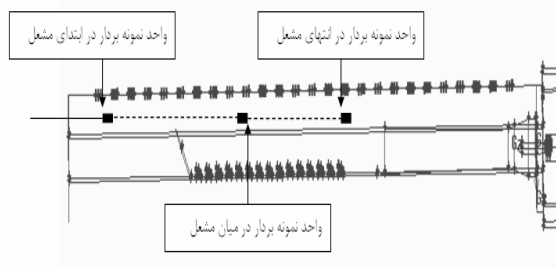 واحد نمونه بردار در انتهای مشعل
واحد نمونه بردار در ابتدای مشعل
واحد نمونه بردار در میان مشعل